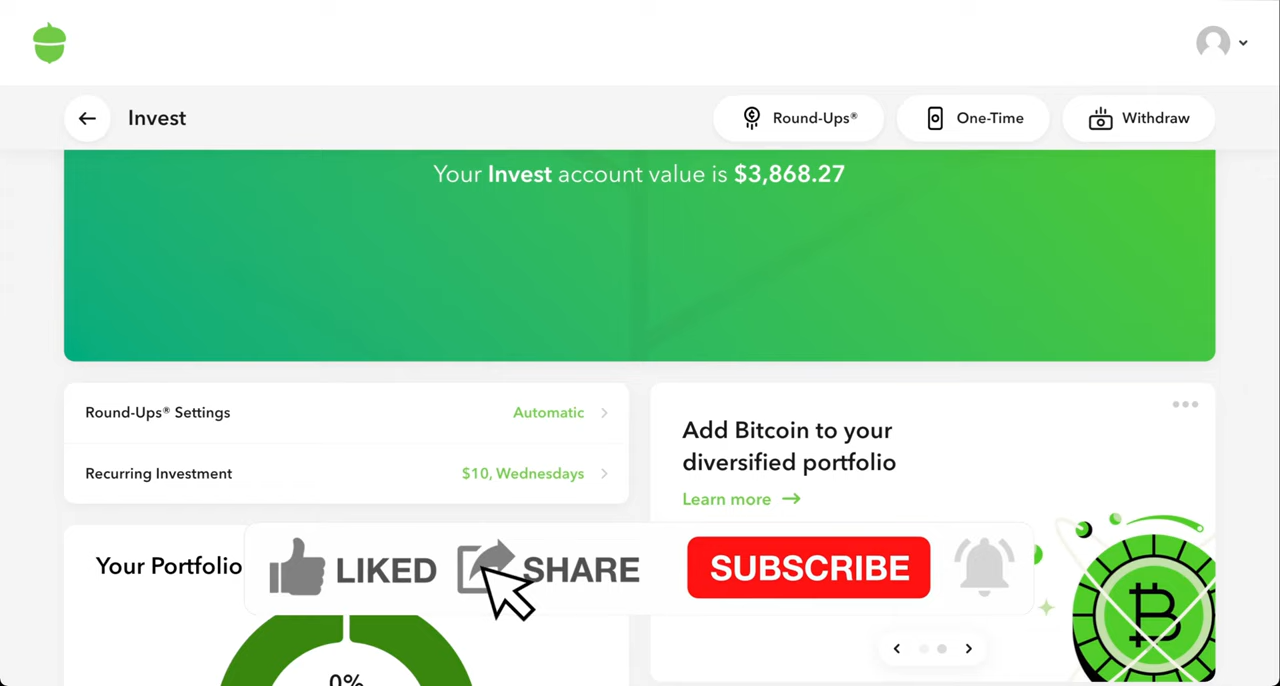 Invest
Round-Ups®
One-Time
Withdraw
Your Invest account value is $3,868.27
Round-Ups® Settings
Automatic
Recurring Investment
$10, Wednesdays
Add Bitcoin to your
diversified portfolio
Learn more
Your Portfolio
LIKED
SHARE
SUBSCRIBE
0%